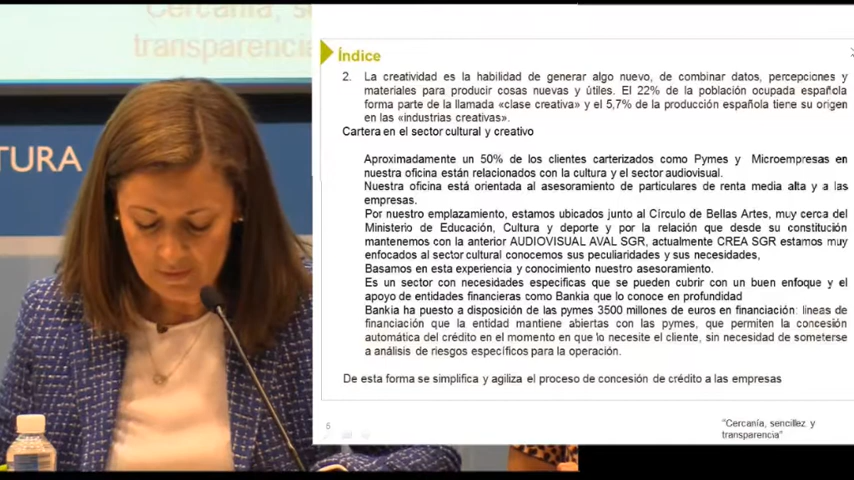 Cercanía, s
transparencia
TURA)
Índice
2. La creatividad es la habilidad de generar algo nuevo, de combinar datos, percepciones y
materiales para producir cosas nuevas y útiles. El 22% de la población ocupada española
forma parte de la llamada «clase creativa» y el 5,7% de la producción española tiene su origen
en las «industrias creativas».
Cartera en el sector cultural y creativo
Aproximadamente un 50% de los clientes carterizados como Pymes y Microempresas en
nuestra oficina están relacionados con la cultura y el sector audiovisual.
Nuestra oficina está orientada al asesoramiento de particulares de renta media alta y a las
empresas.
Por nuestro emplazamiento, estamos ubicados junto al Círculo de Bellas Artes, muy cerca del
Ministerio de Educación, Cultura y deporte y por la relación que desde su constitución
mantenemos con la anterior AUDIOVISUAL AVAL SGR, actualmente CREA SGR estamos muy
enfocados al sector cultural conocemos sus peculiaridades y sus necesidades,
Basamos en esta experiencia y conocimiento nuestro asesoramiento.
Es un sector con necesidades especificas que se pueden cubrir con un buen enfoque y el
apoyo de entidades financieras como Bankia que lo conoce en profundidad
Bankia ha puesto a disposición de las pymes 3500 millones de euros en financiación: lineas de
financiación que la entidad mantiene abiertas con las pymes, que permiten la concesión
automática del crédito en el momento en que lo necesite el cliente, sin necesidad de someterse
a análisis de riesgos específicos para la operación.
De esta forma se simplifica y agiliza el proceso de concesión de crédito a las empresas
5
"Cercanía, sencillez y
transparencia"